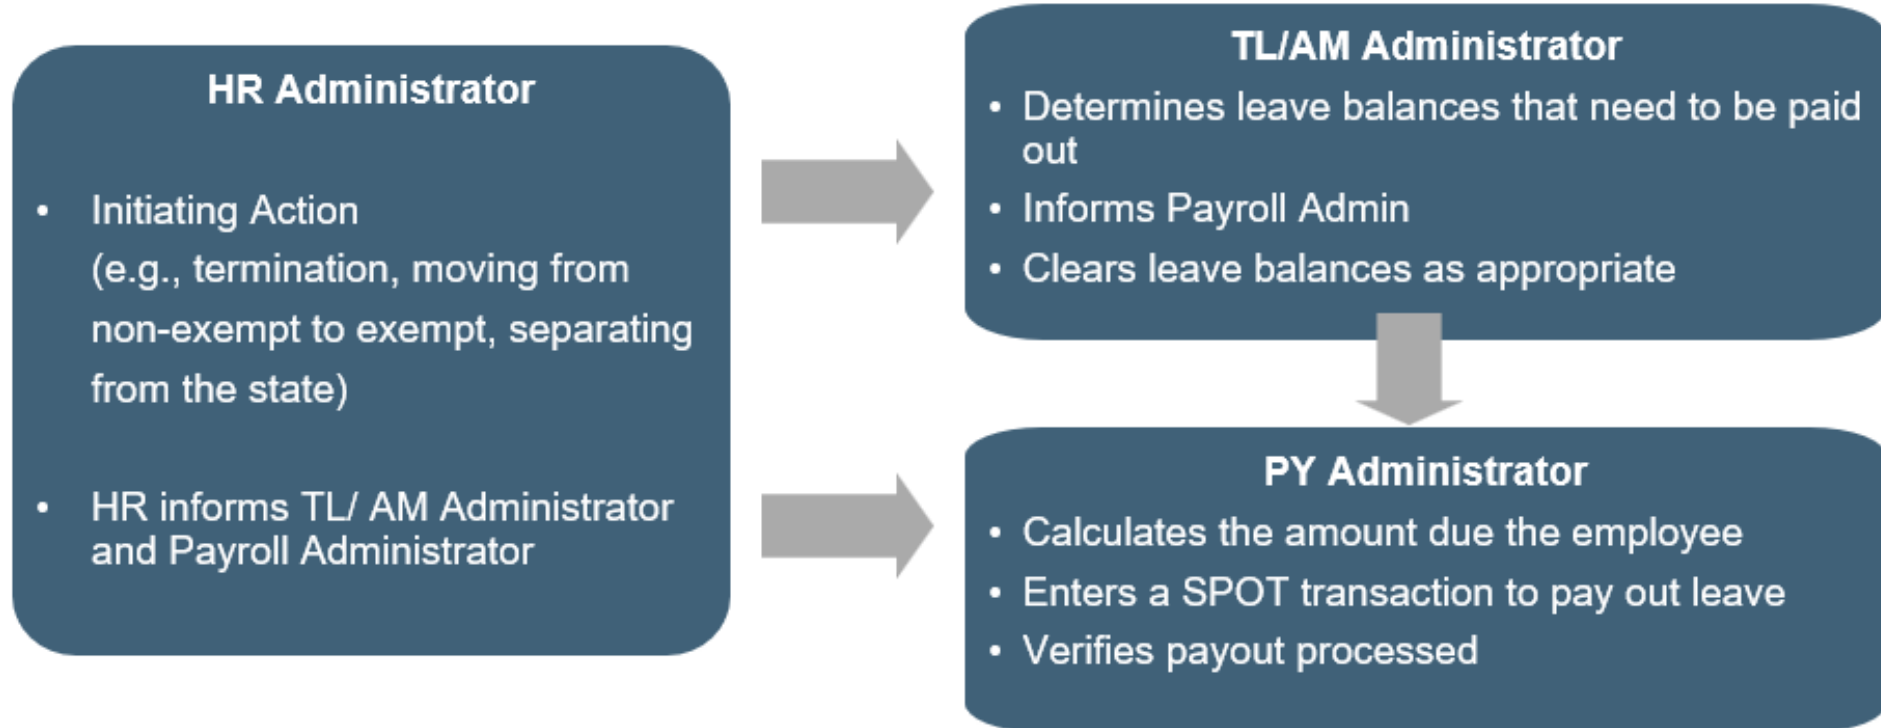 HR Administrator
• Initiating Action
(e.g., termination, moving from
non-exempt to exempt, separating
from the state)
• HR informs TL/ AM Administrator
and Payroll Administrator
TL/AM Administrator
• Determines leave balances that need to be paid
out
• Informs Payroll Admin
• Clears leave balances as appropriate
PY Administrator
• Calculates the amount due the employee
• Enters a SPOT transaction to pay out leave
• Verifies payout processed